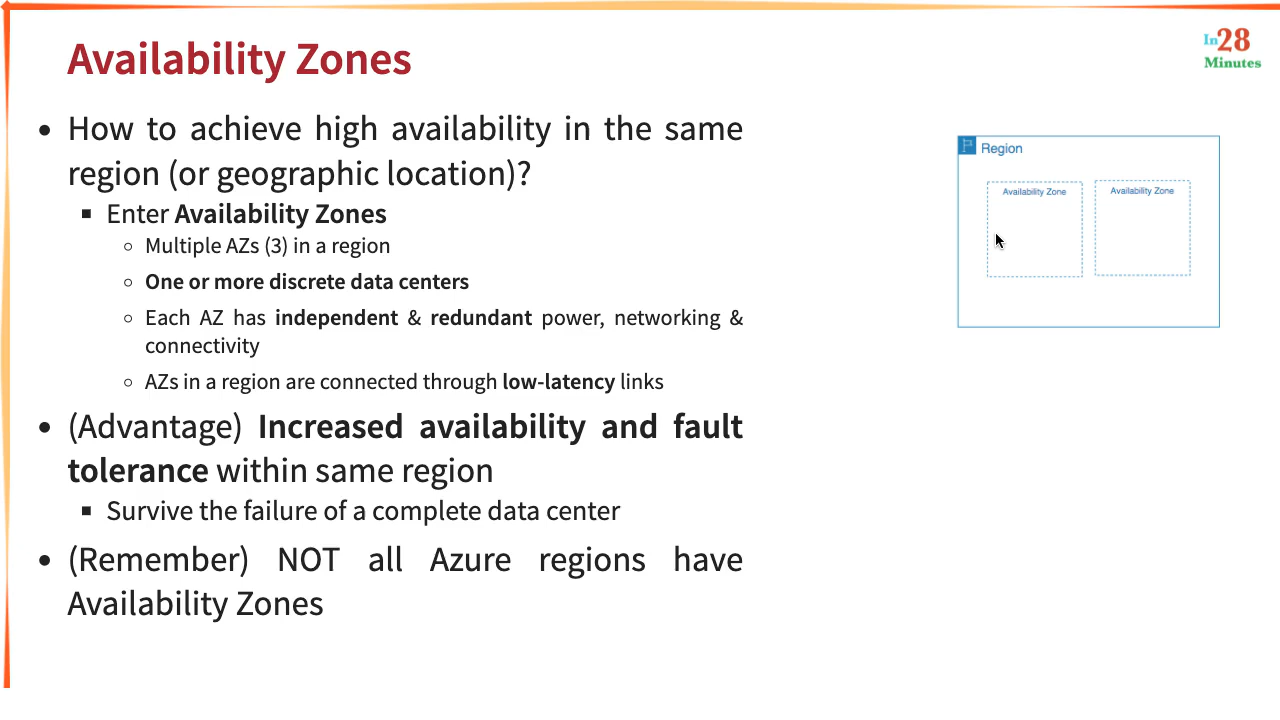 Availability Zones
In28
Minutes
• How to achieve high availability in the same
region (or geographic location)?
▪ Enter Availability Zones
○ Multiple AZs (3) in a region
○ One or more discrete data centers
○ Each AZ has independent & redundant power, networking &
connectivity
○ AZs in a region are connected through low-latency links
• (Advantage) Increased availability and fault
tolerance within same region
▪ Survive the failure of a complete data center
• (Remember) NOT all Azure regions have
Availability Zones
Region
Availability Zone
Availability Zone